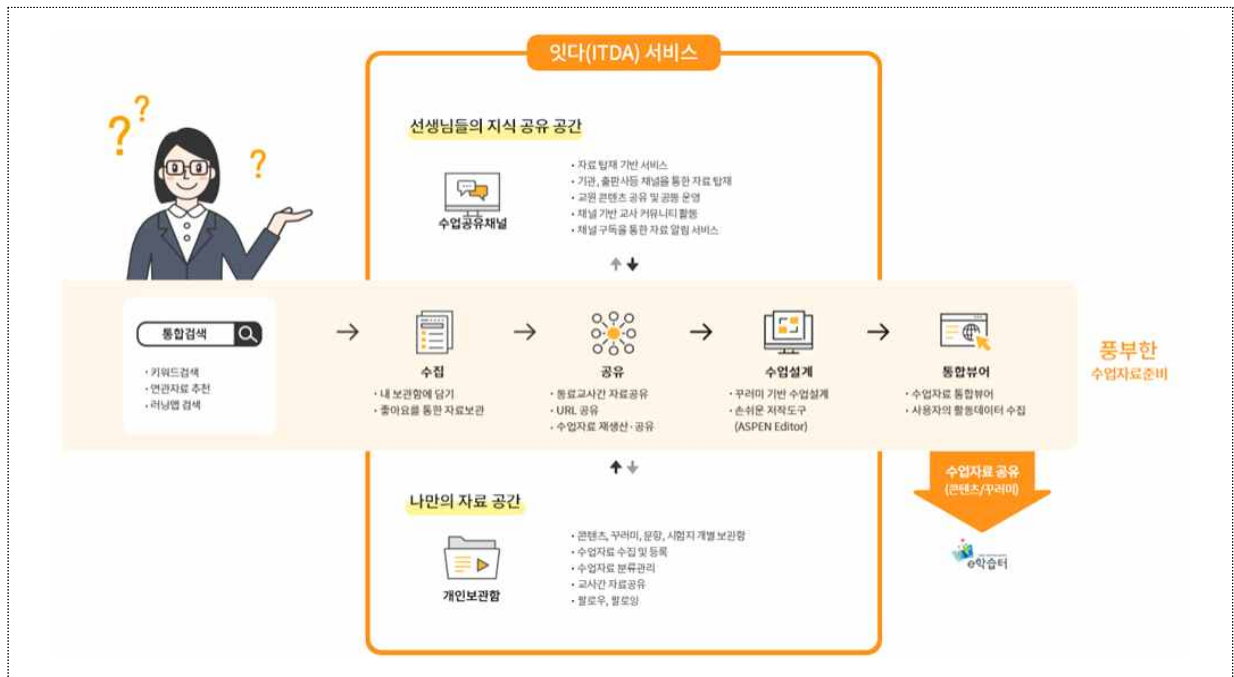 잇다(ITDA) 서비스
선생님들의 지식 공유 공간
수업공유채널
· 자료 탑재 기반 서비스
· 기관, 출판사등 채널을 통한 자료 탑재
· 교원 콘텐츠 공유 및 공동 운영
· 채널 기반 교사 커뮤니티 활동
· 채널 구독을 통한 자료 알림 서비스
통합검색
· 키워드검색
· 연관자료 추천
· 러닝맵 검색
수집
· 내 보관함에 담기
· 좋아요를 통한 자료보관
공유
· 동료교사간 자료공유
· URL 공유
· 수업자료 재생산·공유
수업설계
· 꾸러미 기반 수업설계
· 손쉬운 저작도구
(ASPEN Editor)
통합뷰어
· 수업자료 통합뷰어
· 사용자의 활동데이터 수집
풍부한
수업자료준비
수업자료 공유
(콘텐츠/꾸러미)
e학습터
나만의 자료 공간
개인보관함
· 콘텐츠, 꾸러미, 문항, 시험지 개별 보관함
· 수업자료 수집 및 등록
· 수업자료 분류관리
· 교사간 자료공유
· 팔로우, 팔로잉